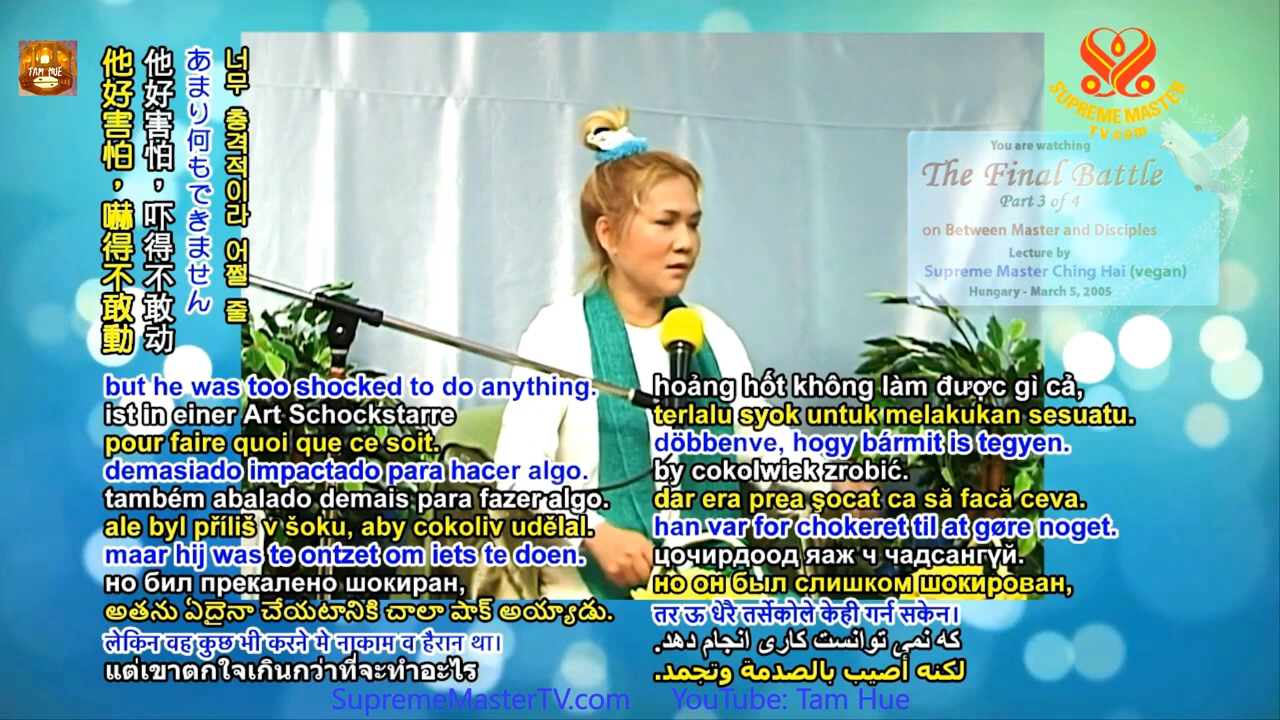 TAM HUE
너무 충격적이라 어쩔 줄
あまり何もできません
他好害怕，吓得不敢动
他好害怕，嚇得不敢動
SUPREME MASTER
TV.com
You are watching
The Final Battle
Part 3 of 4
on Between Master and Disciples
Lecture by
Supreme Master Ching Hai (vegan)
Hungary - March 5, 2005
but he was too shocked to do anything.
ist in einer Art Schockstarre
pour faire quoi que ce soit.
demasiado impactado para hacer algo.
também abalado demais para fazer algo.
ale byl příliš v šoku, aby cokoliv udělal.
maar hij was te ontzet om iets te doen.
но бил прекалено шокиран,
అతను ఏదైనా చేయటానికి చాలా షాక్ అయ్యాడు.
लेकिन वह कुछ भी करने मे नाकाम व हैरान था।
แต่เขาตกใจเกินกว่าที่จะทำอะไร
hoảng hốt không làm được gì cả,
terlalu syok untuk melakukan sesuatu.
döbbenve, hogy bármit is tegyen.
by cokolwiek zrobić.
dar era prea şocat ca să facă ceva.
han var for chokeret til at gøre noget.
цочирдоод яаж ч чадсангүй.
но он был слишком шокирован,
तर ऊ धेरै तर्सेकोले केही गर्न सकेन।
که نمی توانست کاری انجام دهد.
لكنه أصيب بالصدمة وتجمد.
SupremeMasterTV.com
YouTube: Tam Hue